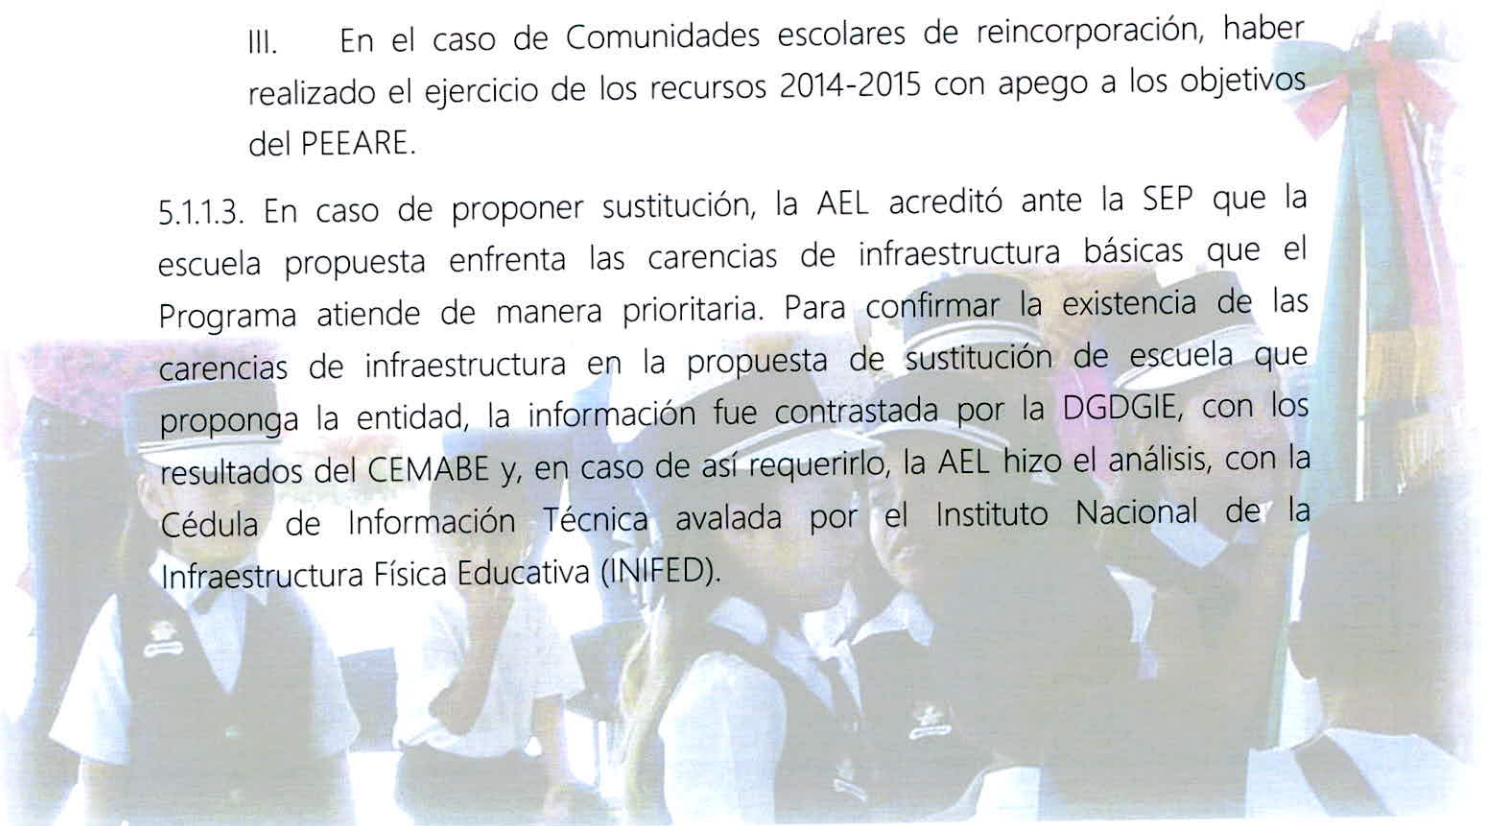 III. En el caso de Comunidades escolares de reincorporación, haber
realizado el ejercicio de los recursos 2014-2015 con apego a los objetivos
del PEEARE.
5.1.1.3. En caso de proponer sustitución, la AEL acreditó ante la SEP que la
escuela propuesta enfrenta las carencias de infraestructura básicas que el
Programa atiende de manera prioritaria. Para confirmar la existencia de las
carencias de infraestructura en la propuesta de sustitución de escuela que
proponga la entidad, la información fue contrastada por la DGDGIE, con los
resultados del CEMABE y, en caso de así requerirlo, la AEL hizo el análisis, con la
Cédula de Información Técnica avalada por el Instituto Nacional de la
Infraestructura Física Educativa (INIFED).